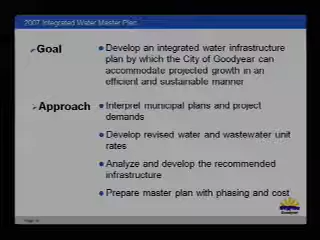 2007 Integrated Water Master Plan
Goal
Develop an integrated water infrastructure
plan by which the City of Goodyear can
accommodate projected growth in an
efficient and sustainable manner
Approach
Interpret municipal plans and project
demands
Develop revised water and wastewater unit
rates
Analyze and develop the recommended
infrastructure
Prepare master plan with phasing and cost